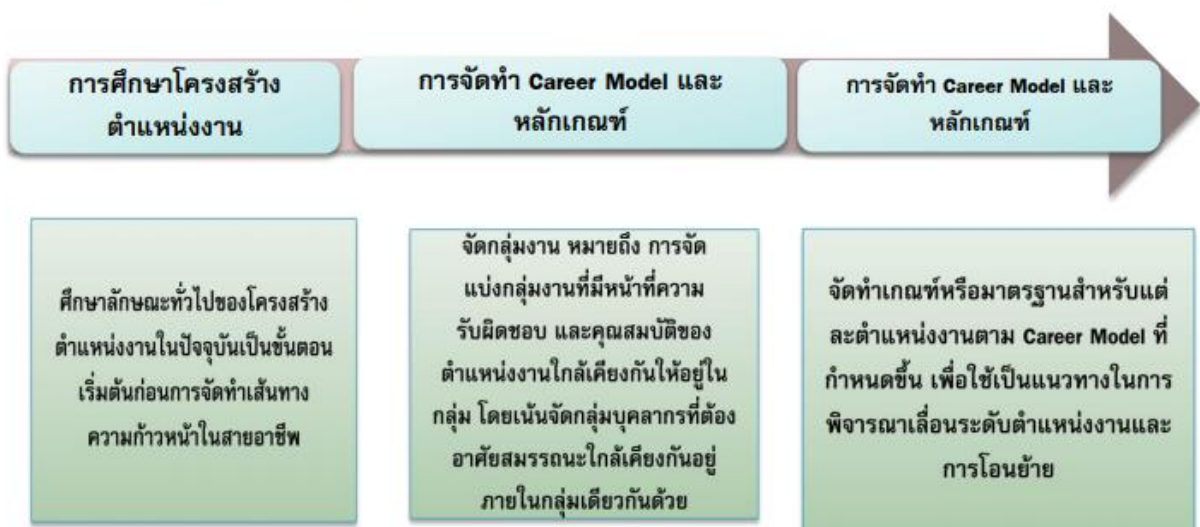 การศึกษาโครงสร้าง
ตำแหน่งงาน
การจัดทำ Career Model และ
หลักเกณฑ์
การจัดทำ Career Model และ
หลักเกณฑ์
ศึกษาลักษณะทั่วไปของโครงสร้าง
ตำแหน่งงานในปัจจุบันเป็นขั้นตอน
เริ่มต้นก่อนการจัดทำเส้นทาง
ความก้าวหน้าในสายอาชีพ
จัดกลุ่มงาน หมายถึง การจัด
แบ่งกลุ่มงานที่มีหน้าที่ความ
รับผิดชอบ และคุณสมบัติของ
ตำแหน่งงานใกล้เคียงกันให้อยู่ใน
กลุ่ม โดยเน้นจัดกลุ่มบุคลากรที่ต้อง
อาศัยสมรรถนะใกล้เคียงกันอยู่
ภายในกลุ่มเดียวกันด้วย
จัดทำเกณฑ์หรือมาตรฐานสำหรับแต่
ละตำแหน่งงานตาม Career Model ที่
กำหนดขึ้น เพื่อใช้เป็นแนวทางในการ
พิจารณาเลื่อนระดับตำแหน่งงานและ
การโอนย้าย